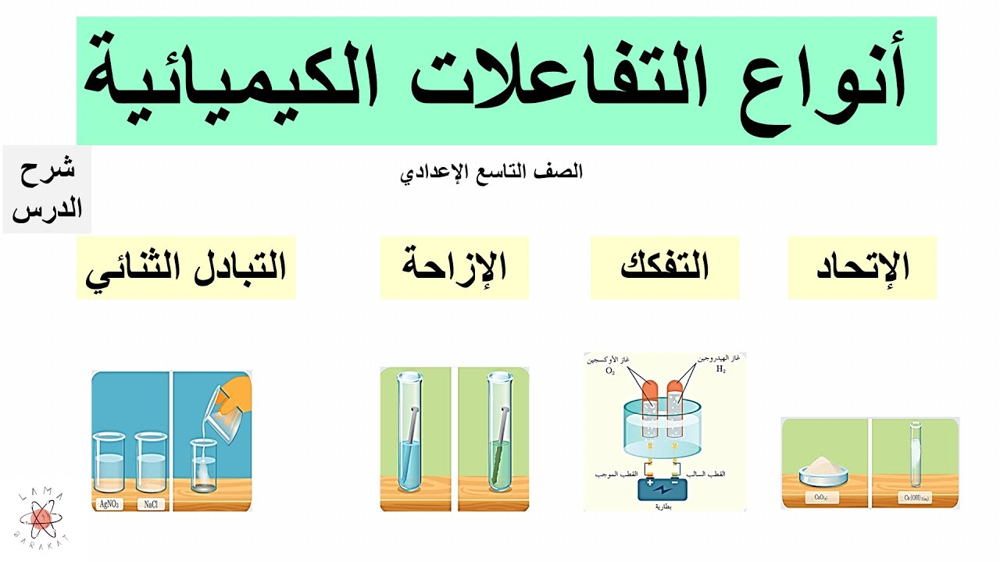 أنواع التفاعلات الكيميائية
الصف التاسع الإعدادي
شرح
الدرس
الإتحاد
التفكك
الإزاحة
التبادل الثنائي
CaO(s)
Ca(OH)2(aq)
غاز الهيدروجين
H2
غاز الأوكسجين
O2
القطب السالب
القطب الموجب
بطارية
AgNO3
NaCl
LAMA
BARAKAT